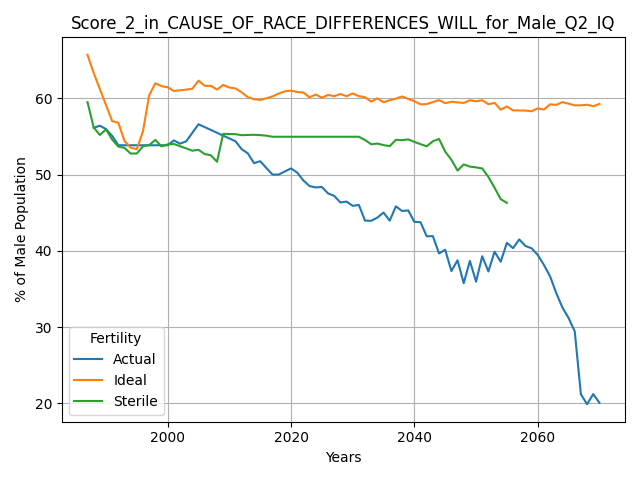 Score_2_in_CAUSE_OF_RACE_DIFFERENCES_WILL_for_Male_Q2_IQ
% of Male Population
60
50
40
30
20
Fertility
Actual
Ideal
Sterile
2000
2020
2040
2060
Years